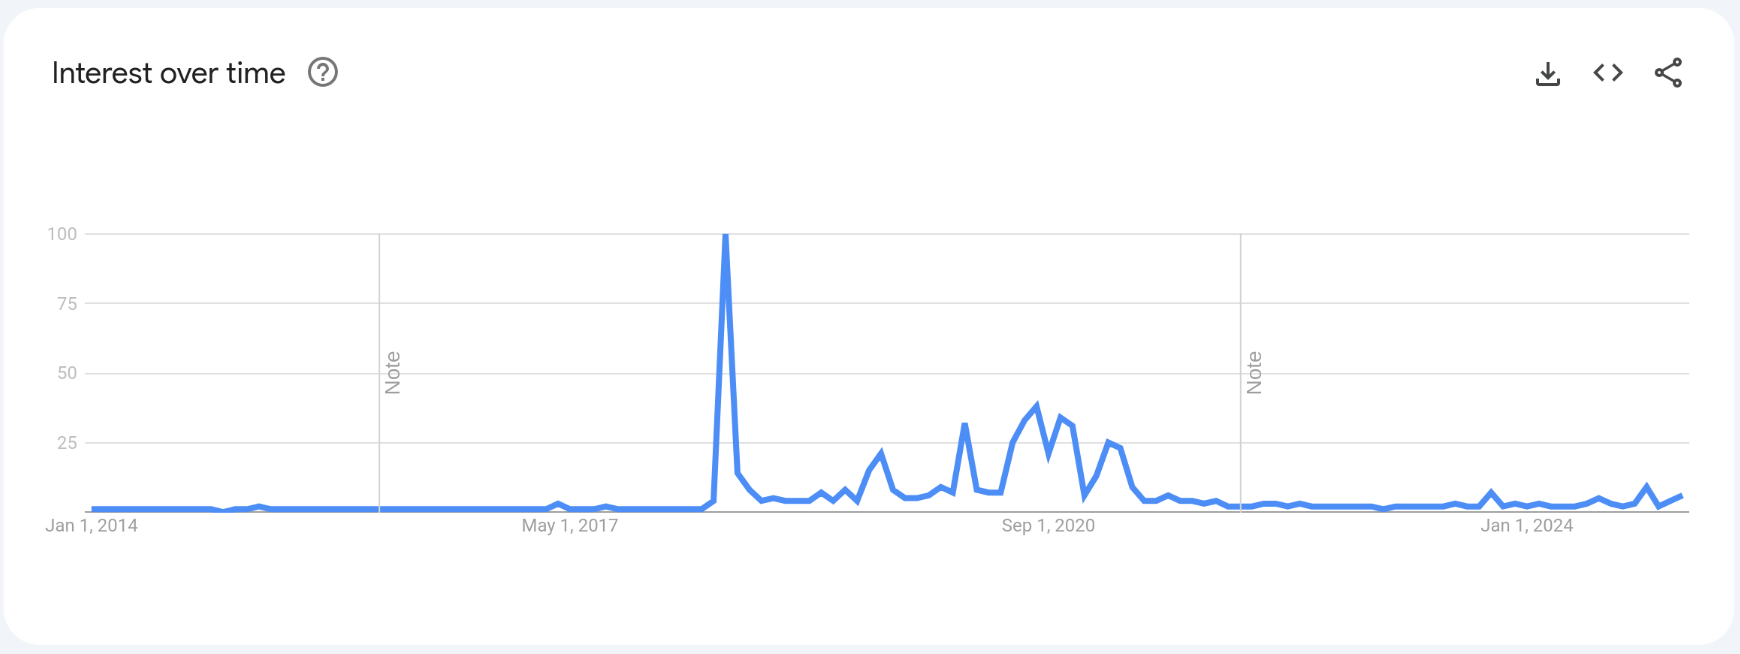 Interest over time
100
75
50
25
Note
Note
Jan 1, 2014
May 1, 2017
Sep 1, 2020
Jan 1, 2024